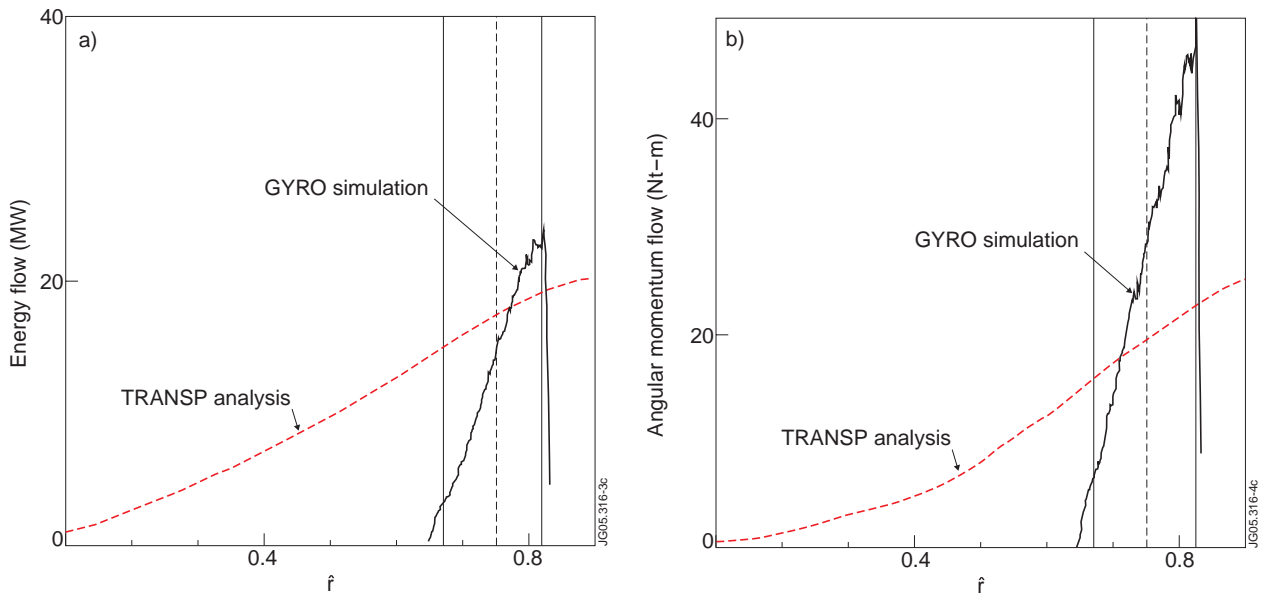 a)
40
20
0
Energy flow (MW)
GYRO simulation
TRANSP analysis
0.4
0.8
r̂
JG05.316-3c
b)
40
20
0
Angular momentum flow (Nt−m)
GYRO simulation
TRANSP analysis
0.4
0.8
r̂
JG05.316-4c